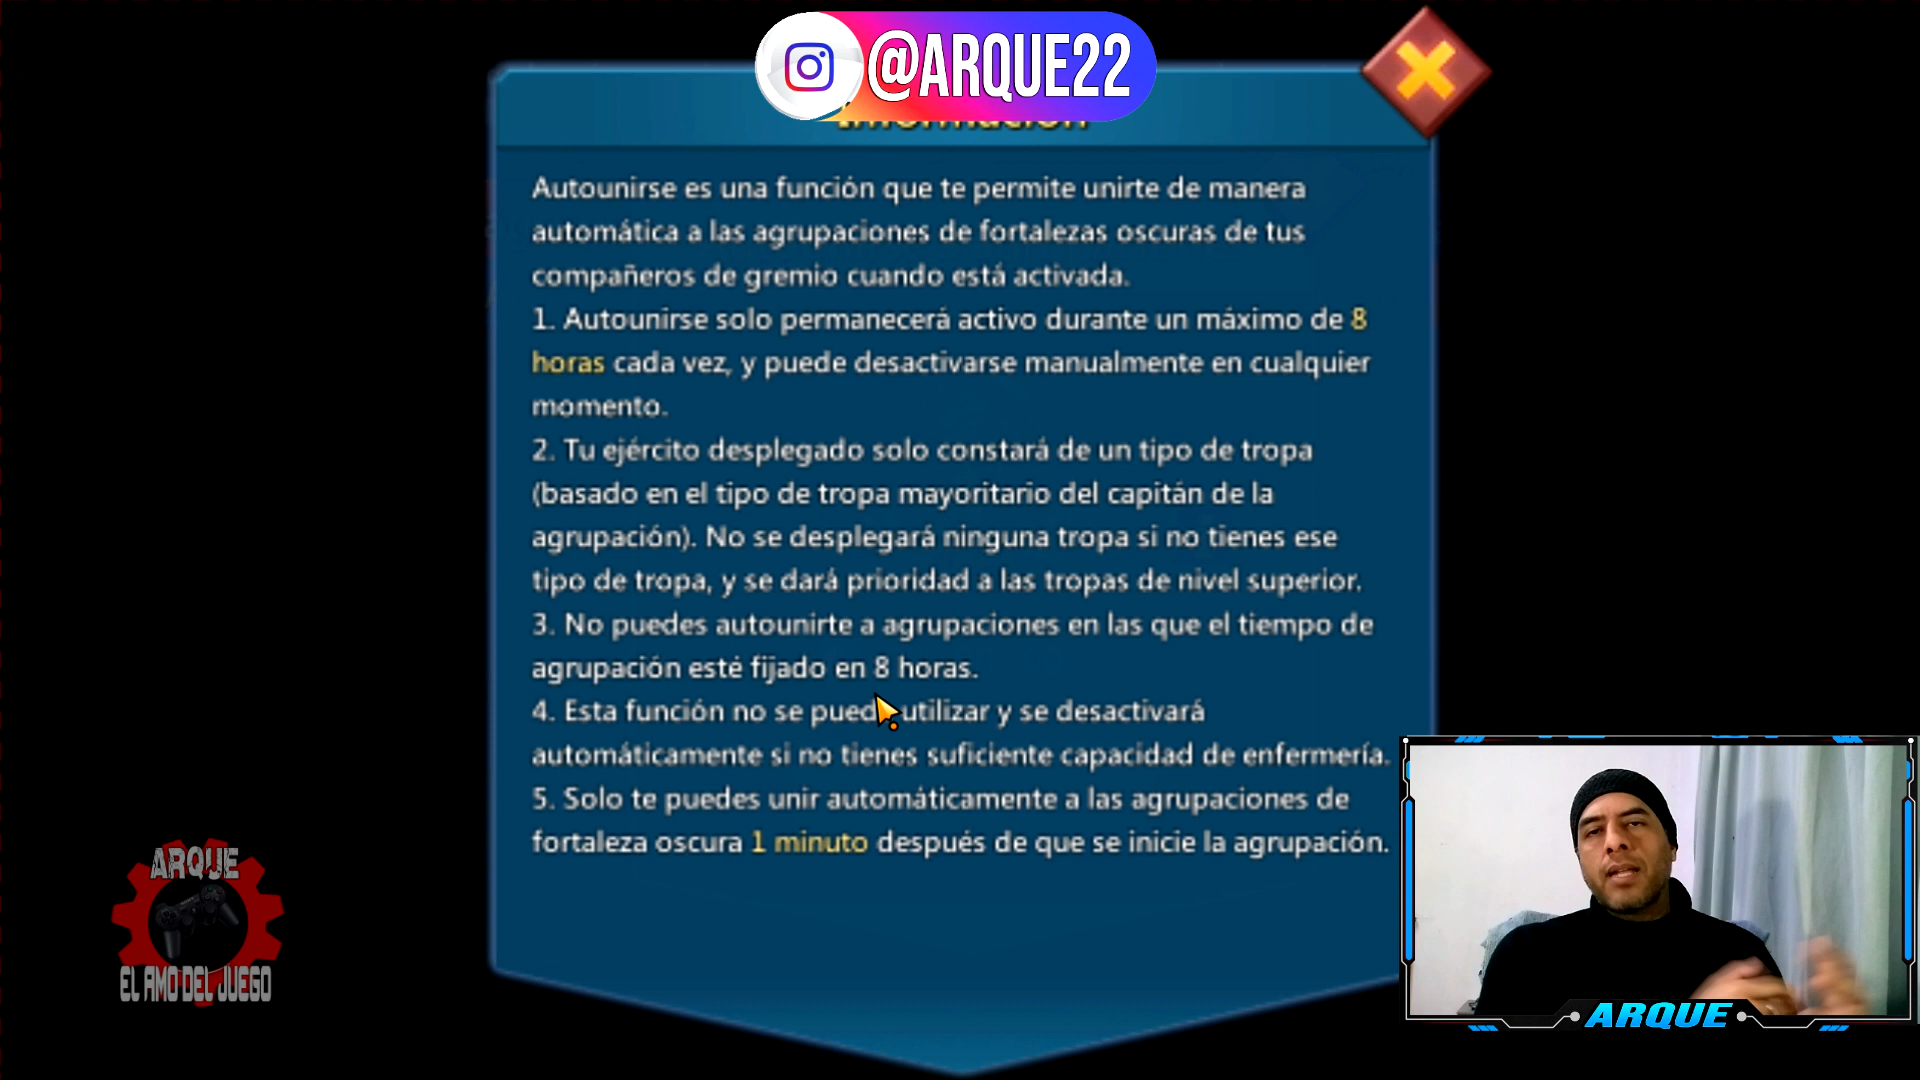 @ARQUE22
Información
Autounirse es una función que te permite unirte de manera
automática a las agrupaciones de fortalezas oscuras de tus
compañeros de gremio cuando está activada.
1. Autounirse solo permanecerá activo durante un máximo de 8
horas cada vez, y puede desactivarse manualmente en cualquier
momento.
2. Tu ejército desplegado solo constará de un tipo de tropa
(basado en el tipo de tropa mayoritario del capitán de la
agrupación). No se desplegará ninguna tropa si no tienes ese
tipo de tropa, y se dará prioridad a las tropas de nivel superior.
3. No puedes autounirte a agrupaciones en las que el tiempo de
agrupación esté fijado en 8 horas.
4. Esta función no se puede utilizar y se desactivará
automáticamente si no tienes suficiente capacidad de enfermería.
5. Solo te puedes unir automáticamente a las agrupaciones de
fortaleza oscura 1 minuto después de que se inicie la agrupación.
ARQUE
EL AMO DEL JUEGO
ARQUE